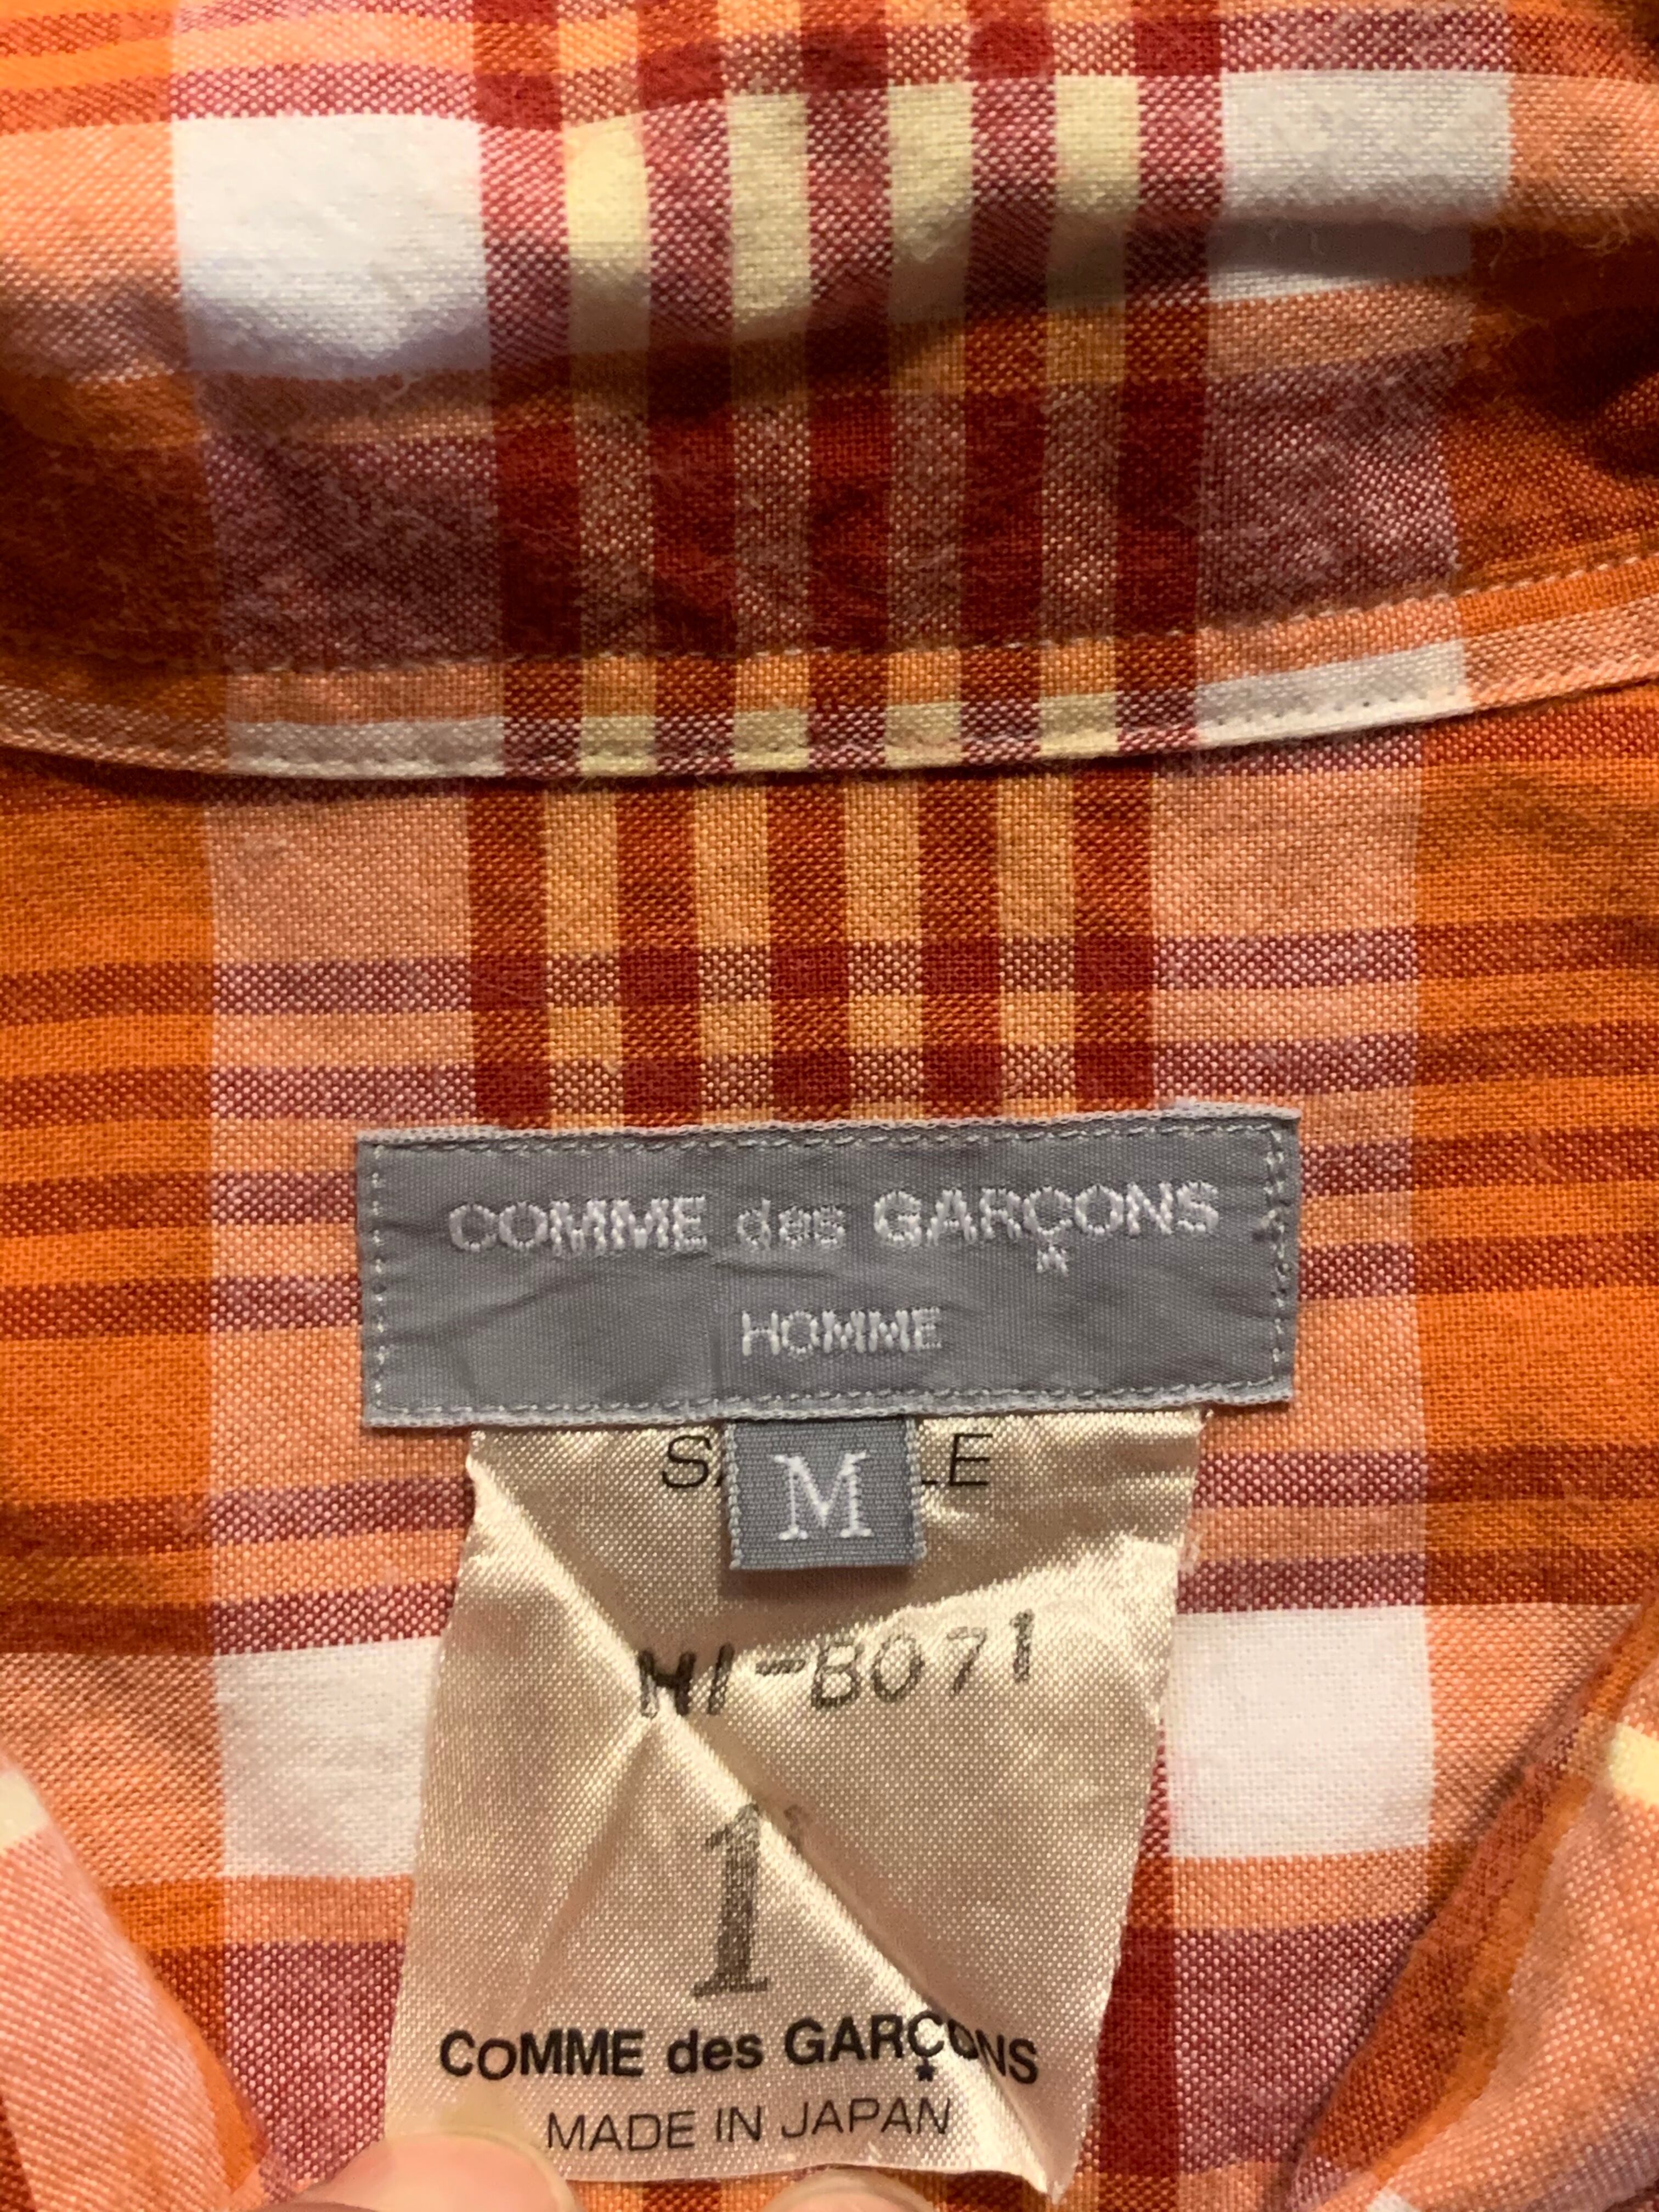 COMME des GARÇONS
HOMME
M
HI-B071
1
COMME des GARÇONS
MADE IN JAPAN